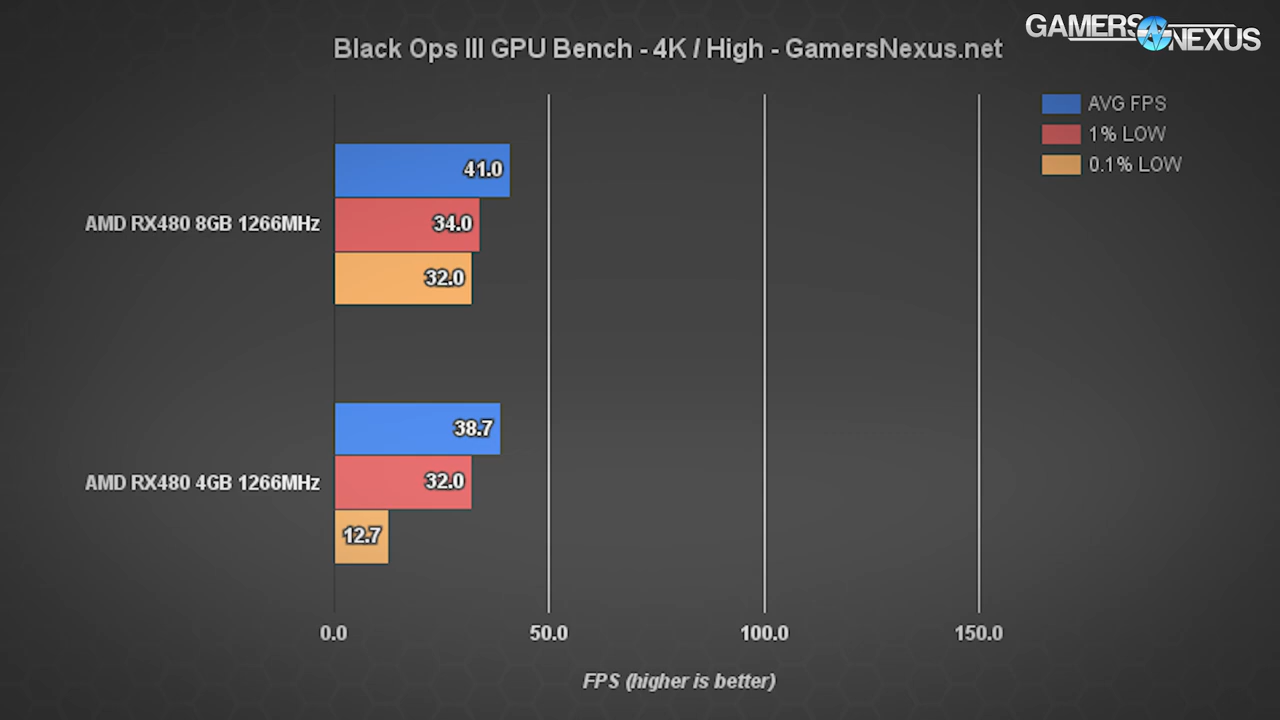 GAMERS NEXUS
Black Ops III GPU Bench - 4K / High - GamersNexus.net
AVG FPS
1% LOW
0.1% LOW
AMD RX480 8GB 1266MHz
41.0
34.0
32.0
AMD RX480 4GB 1266MHz
38.7
32.0
12.7
0.0 50.0 100.0 150.0
FPS (higher is better)